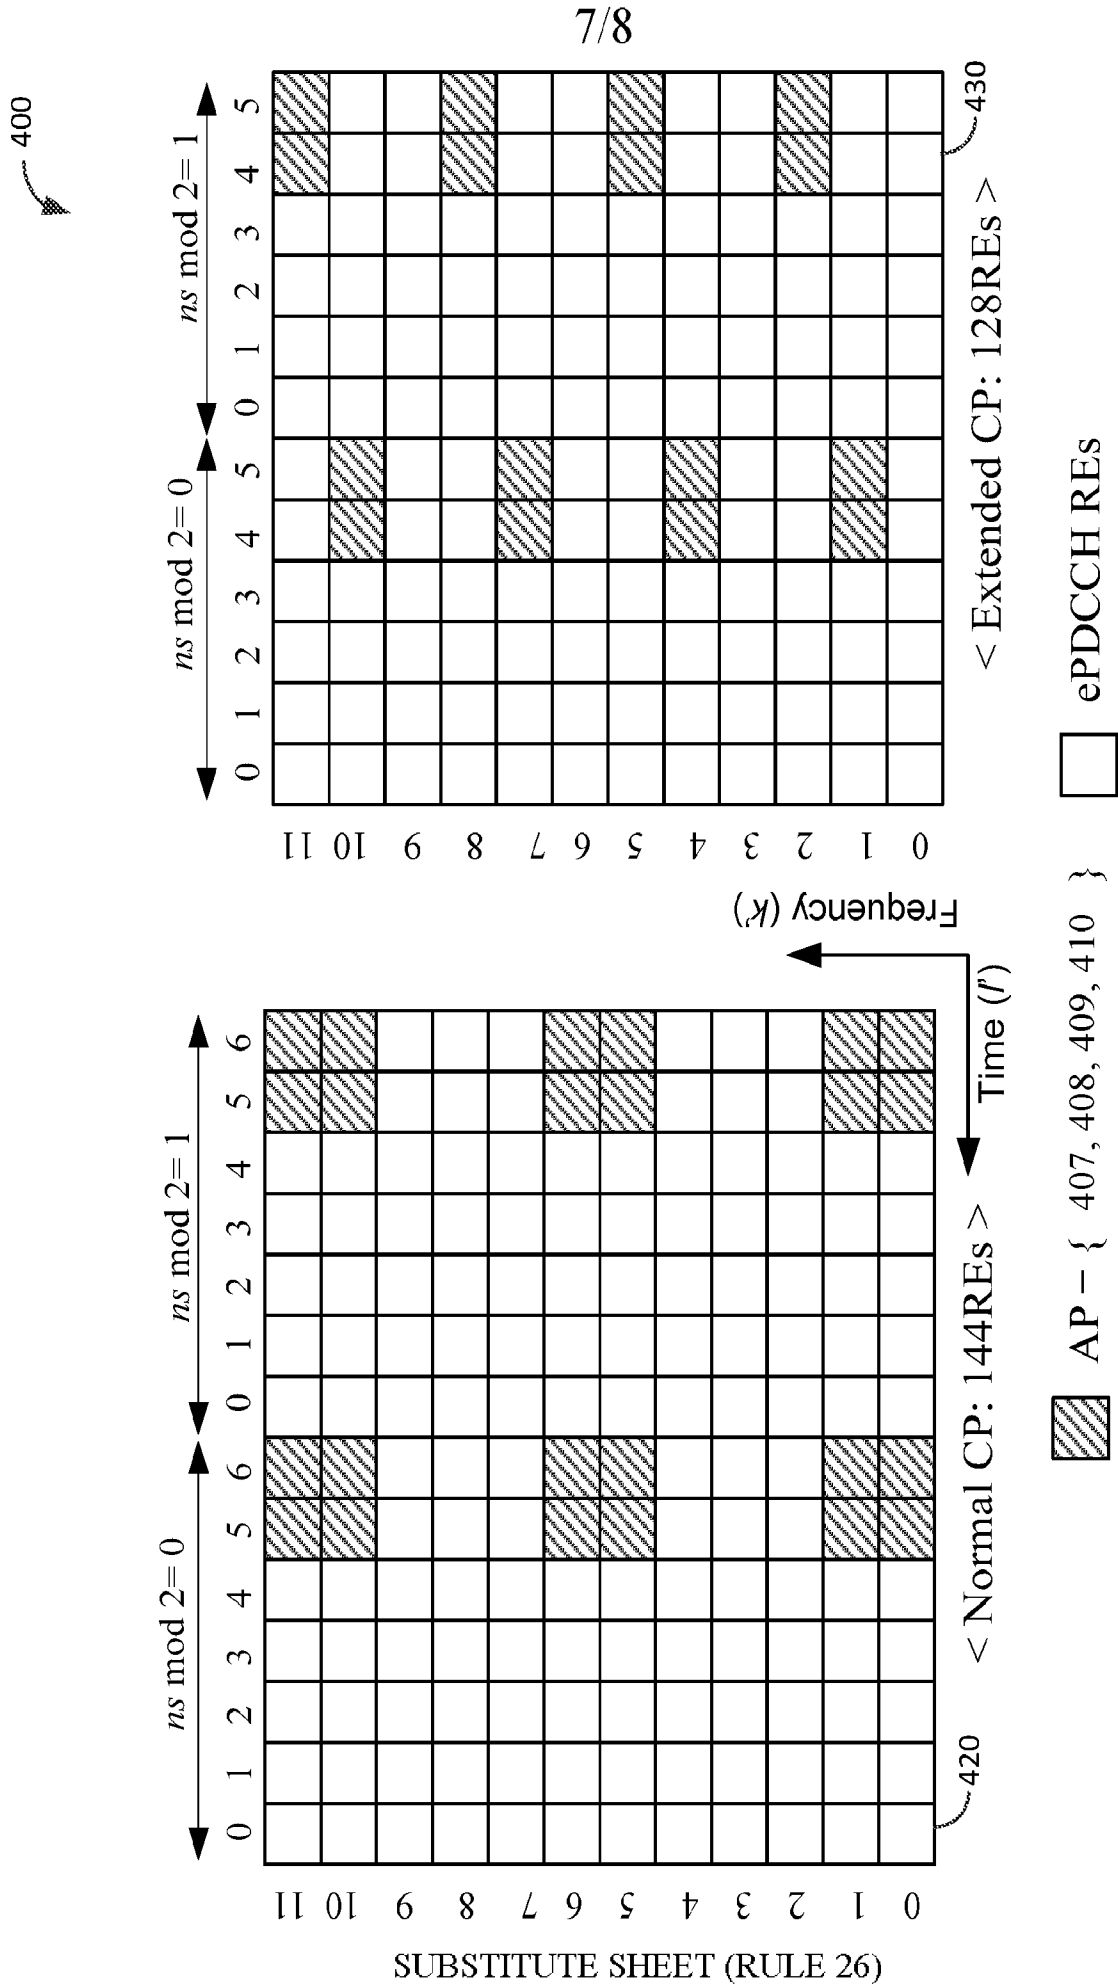 7/8
400
ns mod 2= 0
ns mod 2= 1
0 1 2 3 4 5 6 0 1 2 3 4 5 6
11
10
9
8
7
6
5
4
3
2
1
0
420
< Normal CP: 144REs >
Frequency (k')
Time (l')
ns mod 2= 0
ns mod 2= 1
0 1 2 3 4 5 0 1 2 3 4 5
11
10
9
8
7
6
5
4
3
2
1
0
430
< Extended CP: 128REs >
AP – { 407, 408, 409, 410 }
ePDCCH REs
SUBSTITUTE SHEET (RULE 26)